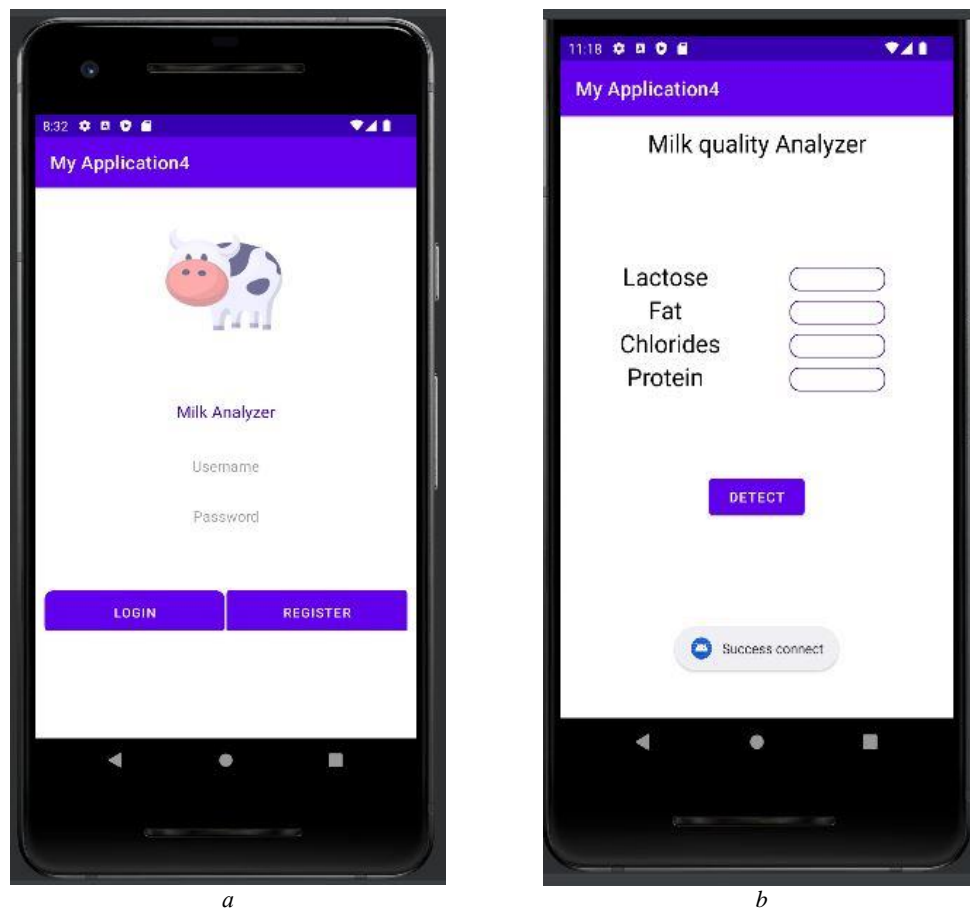 8:32
My Application4
Milk Analyzer
Username
Password
LOGIN REGISTER
a
11:18
My Application4
Milk quality Analyzer
Lactose
Fat
Chlorides
Protein
DETECT
Success connect
b